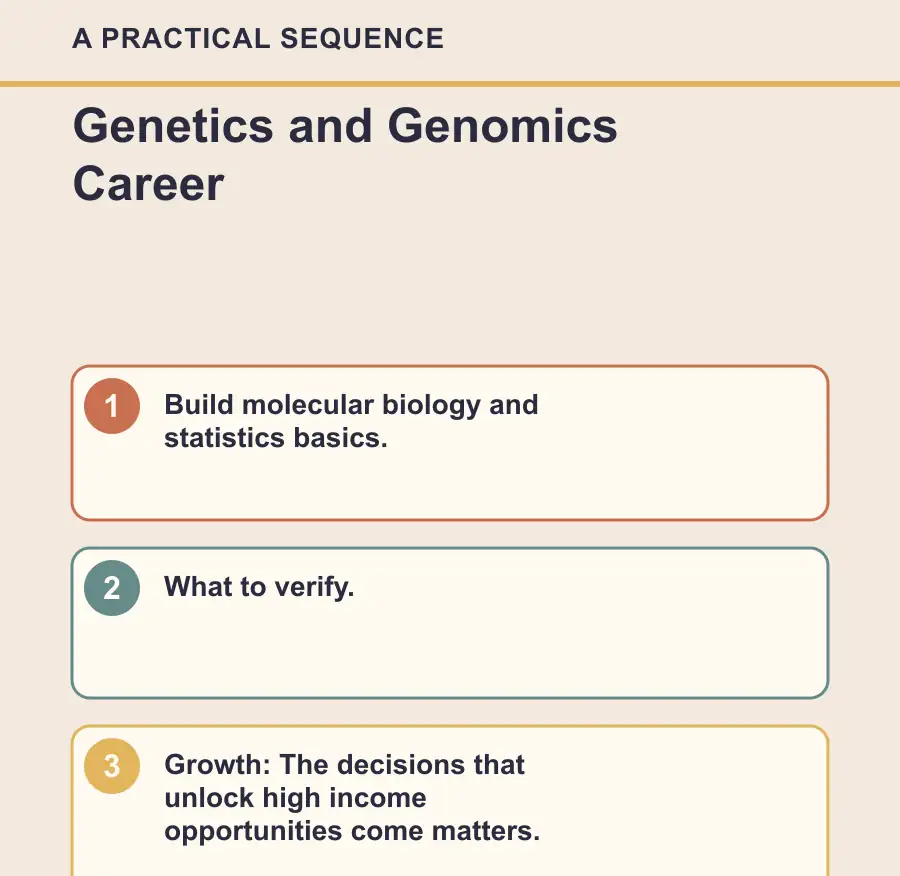 A PRACTICAL SEQUENCE
Genetics and Genomics
Career
1
Build molecular biology and
statistics basics.
2
What to verify.
3
Growth: The decisions that
unlock high income
opportunities come matters.